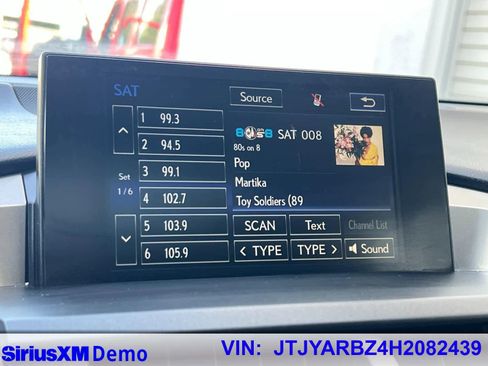 SAT
Source
1 99.3
2 94.5
3 99.1
4 102.7
5 103.9
6 105.9
Set
1/6
SAT 008
80s on 8
Pop
Martika
Toy Soldiers (89
SCAN
Text
Channel List
< TYPE
TYPE >
Sound
SiriusXM Demo
VIN: JTJYARBZ4H2082439